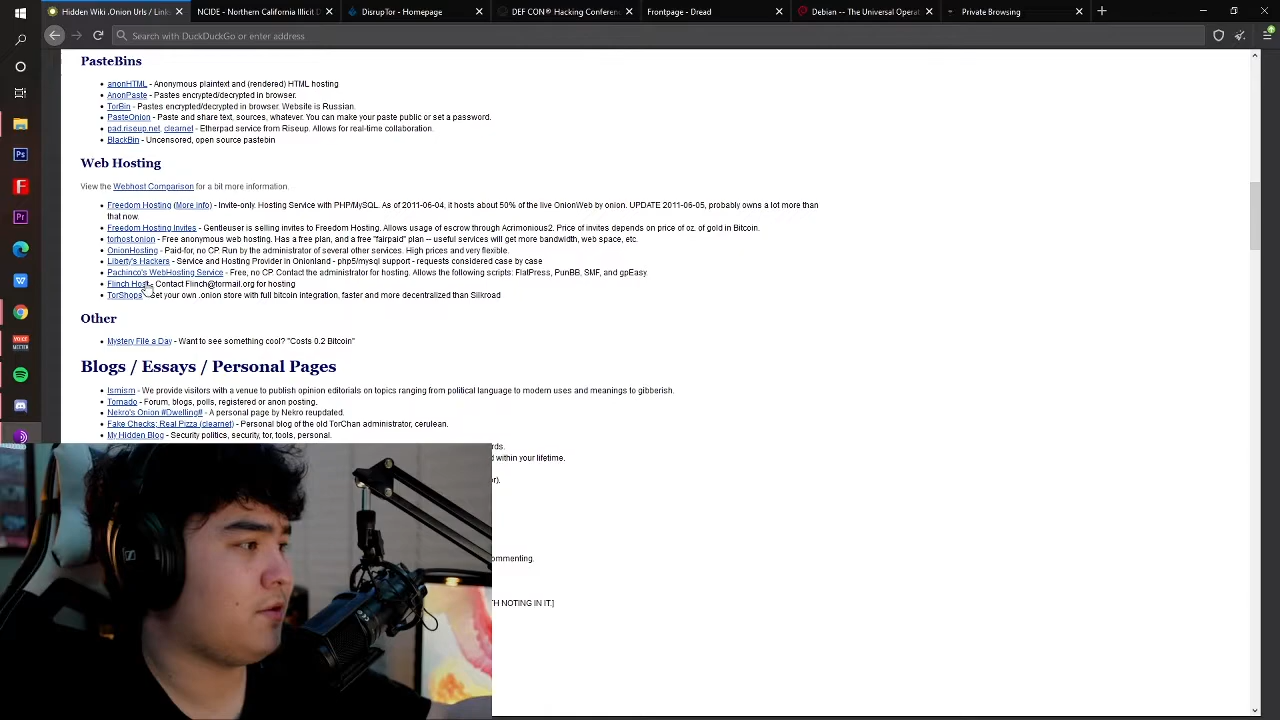 Hidden Wiki .Onion Urls / Links
NCIDE - Northern California Illicit D
DisrupTor - Homepage
DEF CON® Hacking Conferenc
Frontpage - Dread
Debian -- The Universal Operat
Private Browsing
Search with DuckDuckGo or enter address
PasteBins
anonHTML - Anonymous plaintext and (rendered) HTML hosting
AnonPaste - Pastes encrypted/decrypted in browser.
TorBin - Pastes encrypted/decrypted in browser. Website is Russian.
PasteOnion - Paste and share text, sources, whatever. You can make your paste public or set a password.
pad.riseup.net, clearnet - Etherpad service from Riseup. Allows for real-time collaboration.
BlackBin - Uncensored, open source pastebin
Web Hosting
View the Webhost Comparison for a bit more information.
Freedom Hosting (More info) - Invite-only. Hosting Service with PHP/MySQL. As of 2011-06-04, it hosts about 50% of the live OnionWeb by onion. UPDATE 2011-06-05, probably owns a lot more than
that now.
Freedom Hosting Invites - Gentleuser is selling invites to Freedom Hosting. Allows usage of escrow through Acrimonious2. Price of invites depends on price of oz. of gold in Bitcoin.
torhost.onion - Free anonymous web hosting. Has a free plan, and a free "fairpaid" plan -- useful services will get more bandwidth, web space, etc.
OnionHosting - Paid-for, no CP. Run by the administrator of several other services. High prices and very flexible.
Liberty's Hackers - Service and Hosting Provider in Onionland - php5/mysql support - requests considered case by case
Pachinco's WebHosting Service - Free, no CP. Contact the administrator for hosting. Allows the following scripts: FlatPress, PunBB, SMF, and gpEasy.
Flinch Host - Contact Flinch@tormail.org for hosting
TorShops - Get your own .onion store with full bitcoin integration, faster and more decentralized than Silkroad
Other
Mystery File a Day - Want to see something cool? "Costs 0.2 Bitcoin"
Blogs / Essays / Personal Pages
Ismism - We provide visitors with a venue to publish opinion editorials on topics ranging from political language to modern uses and meanings to gibberish.
Tornado - Forum, blogs, polls, registered or anon posting.
Nekro's Onion #Dwelling# - A personal page by Nekro reupdated.
Fake Checks; Real Pizza (clearnet) - Personal blog of the old TorChan administrator, cerulean.
My Hidden Blog - Security politics, security, tor, tools, personal.
rds.
d within your lifetime.
or).
ommenting.
TH NOTING IN IT.]